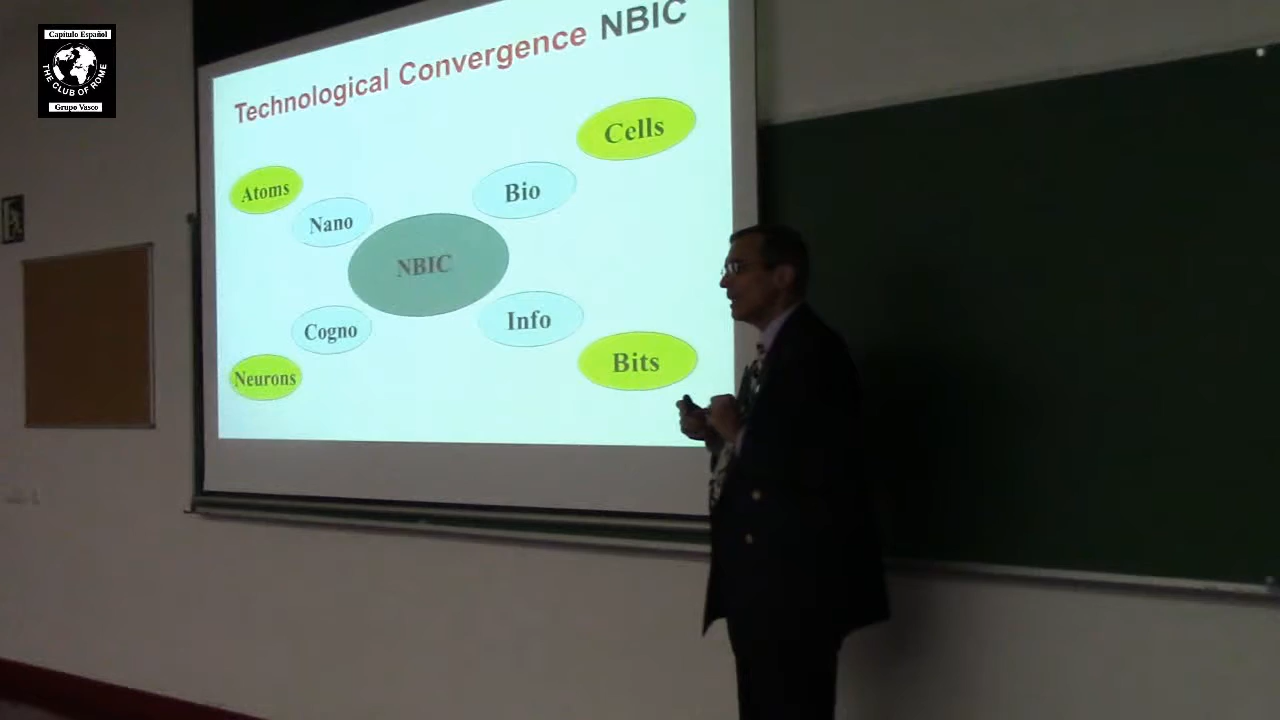 Capítulo Español
THE CLUB OF ROME
Grupo Vasco
Technological Convergence NBIC
Cells
Atoms
Bio
Nano
NBIC
Cogno
Info
Neurons
Bits